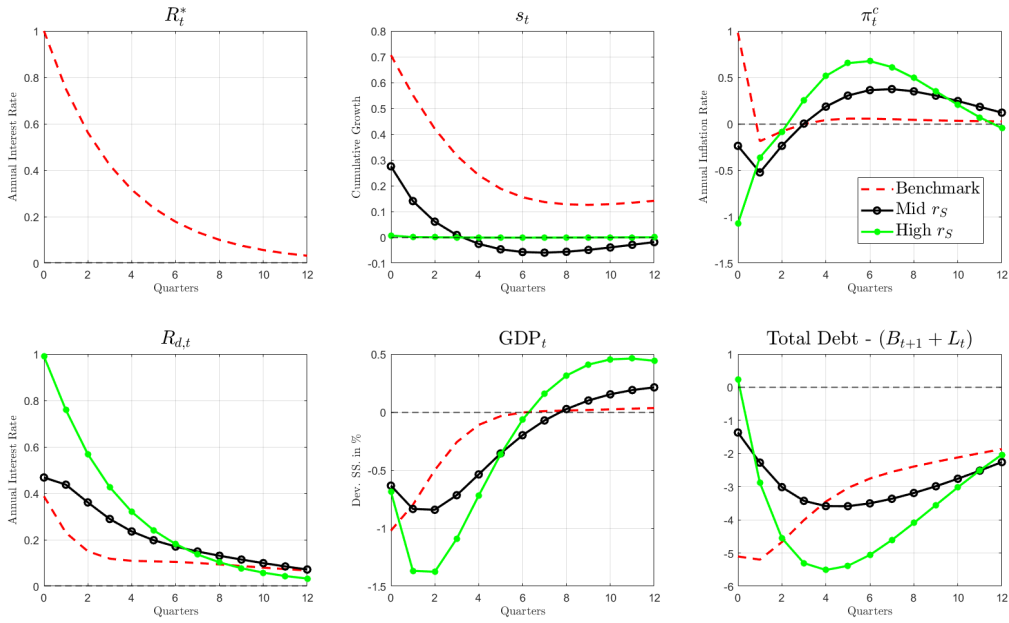 R*_t
Annual Interest Rate
1
0.8
0.6
0.4
0.2
0
0 2 4 6 8 10 12
Quarters
s_t
Cumulative Growth
0.8
0.7
0.6
0.5
0.4
0.3
0.2
0.1
0
-0.1
0 2 4 6 8 10 12
Quarters
π^c_t
Annual Inflation Rate
1
0.5
0
-0.5
-1
-1.5
0 2 4 6 8 10 12
Quarters
Benchmark
Mid r_S
High r_S
R_{d,t}
Annual Interest Rate
1
0.8
0.6
0.4
0.2
0
0 2 4 6 8 10 12
Quarters
GDP_t
Dev. SS. in %
0.5
0
-0.5
-1
-1.5
0 2 4 6 8 10 12
Quarters
Total Debt - (B_{t+1} + L_t)
1
0
-1
-2
-3
-4
-5
-6
0 2 4 6 8 10 12
Quarters